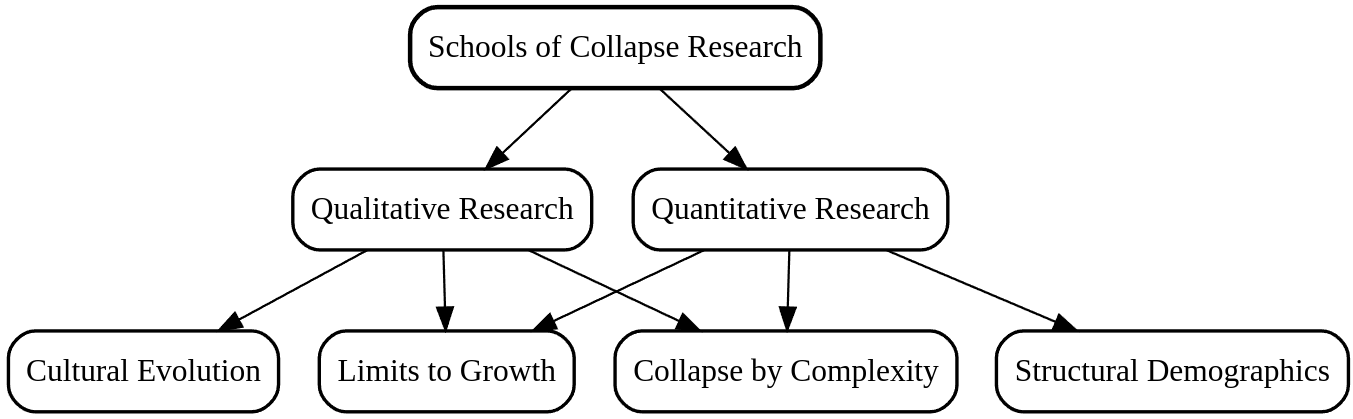 Schools of Collapse Research
Qualitative Research
Quantitative Research
Cultural Evolution
Limits to Growth
Collapse by Complexity
Structural Demographics